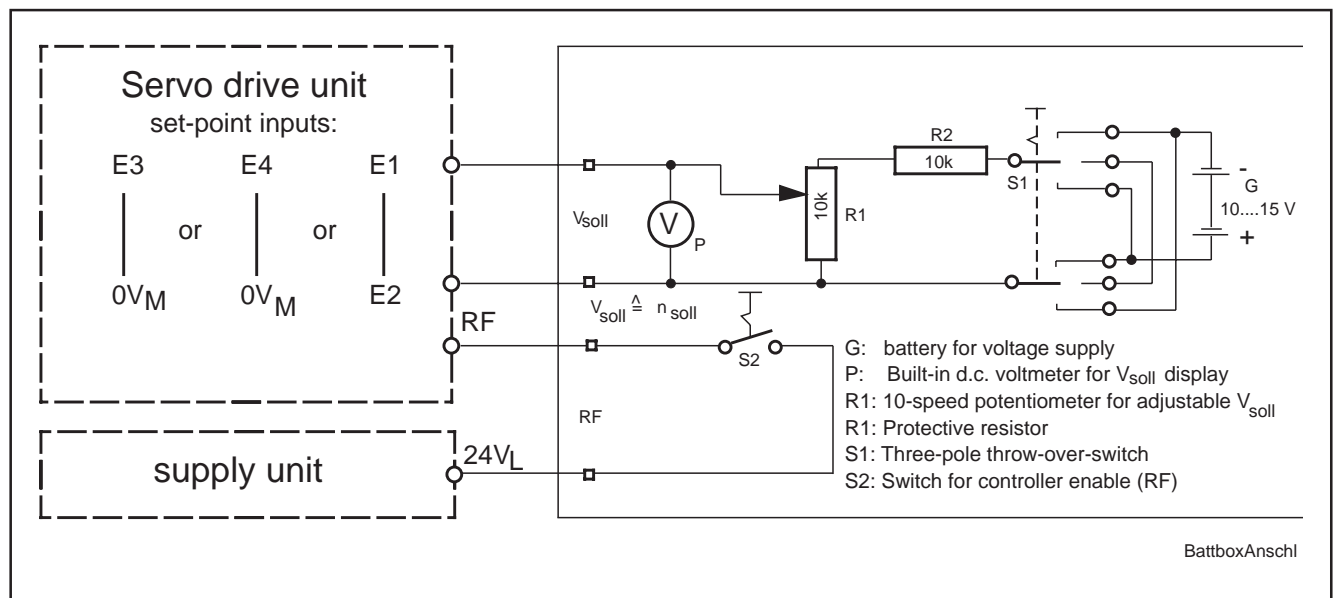 Servo drive unit
set-point inputs:
E3 E4 E1
or or
0VM 0VM E2
RF
supply unit
24VL
Vsoll
V
P
Vsoll ≙ nsoll
RF
10k
R1
R2
10k
S1
S2
-
G
10....15 V
+
G: battery for voltage supply
P: Built-in d.c. voltmeter for Vsoll display
R1: 10-speed potentiometer for adjustable Vsoll
R1: Protective resistor
S1: Three-pole throw-over-switch
S2: Switch for controller enable (RF)
BattboxAnschl